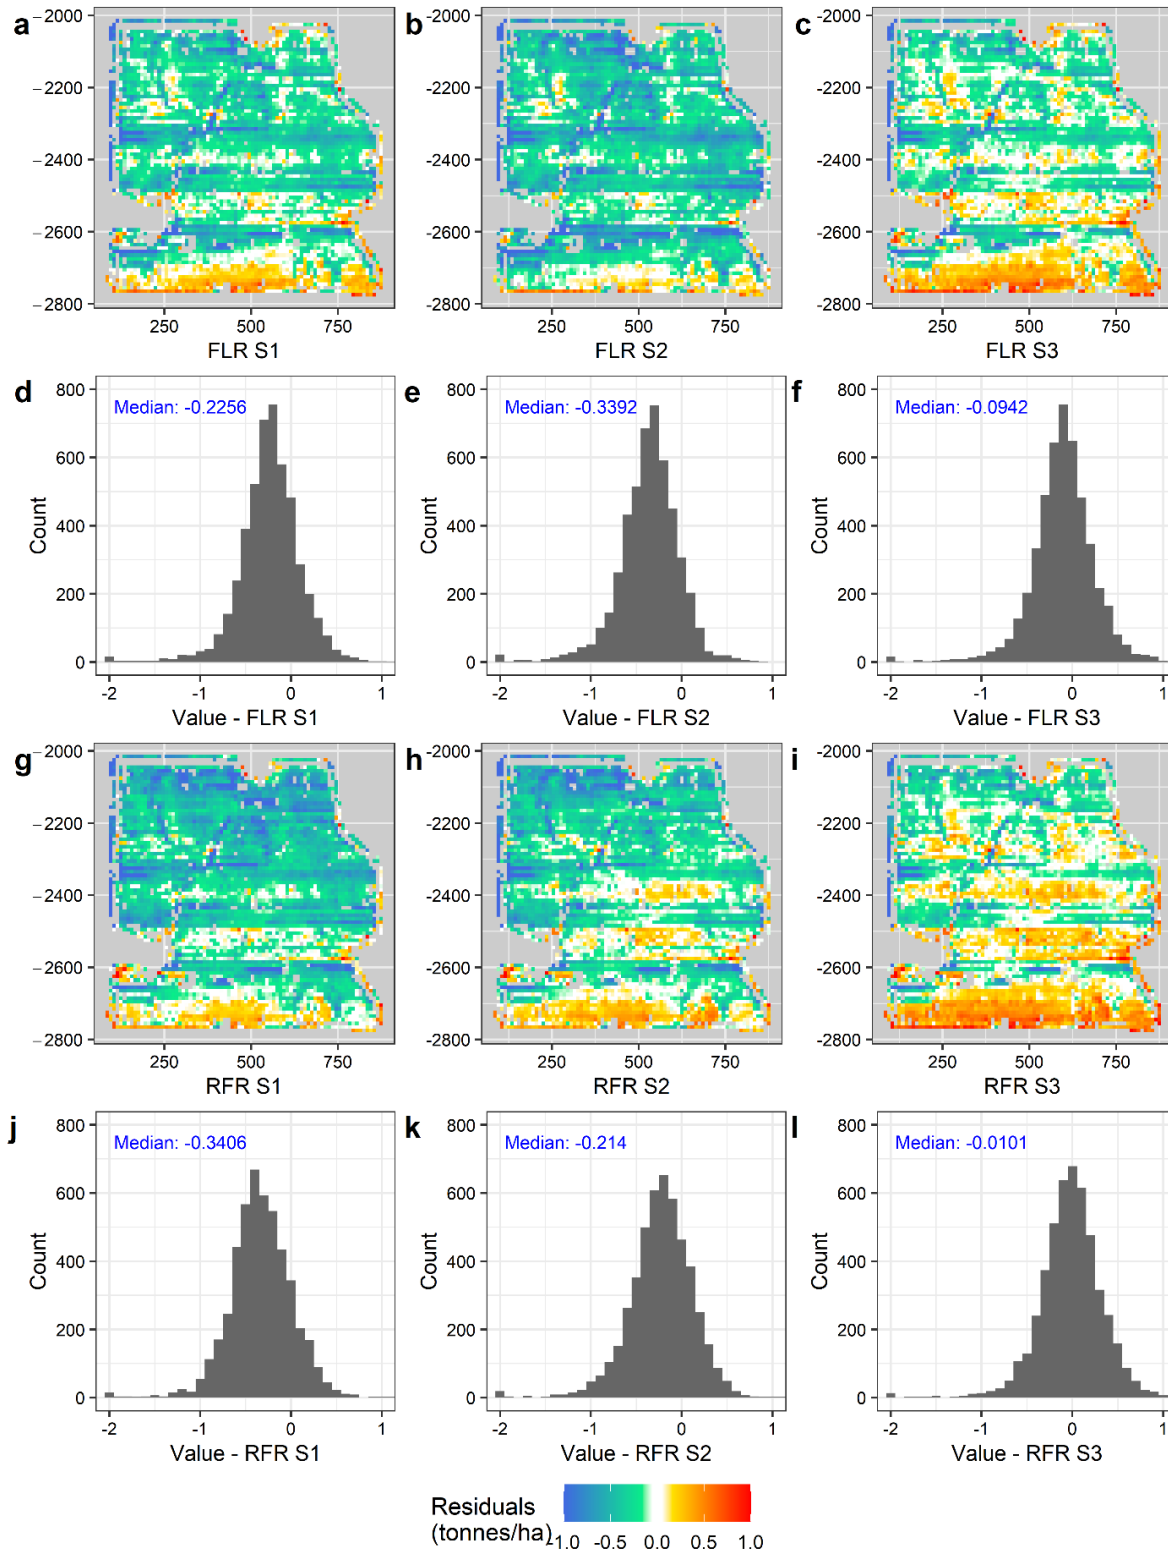 a
b
c
−2000
−2200
−2400
−2600
−2800
250
500
750
FLR S1
-2000
-2200
-2400
-2600
-2800
250
500
750
FLR S2
-2000
-2200
-2400
-2600
-2800
250
500
750
FLR S3
d
e
f
Median: -0.2256
Median: -0.3392
Median: -0.0942
Count
800
600
400
200
0
-2
-1
0
1
Value - FLR S1
Count
800
600
400
200
0
-2
-1
0
1
Value - FLR S2
Count
800
600
400
200
0
-2
-1
0
1
Value - FLR S3
g
h
i
−2000
−2200
−2400
−2600
−2800
250
500
750
RFR S1
-2000
-2200
-2400
-2600
-2800
250
500
750
RFR S2
-2000
-2200
-2400
-2600
-2800
250
500
750
RFR S3
j
k
l
Median: -0.3406
Median: -0.214
Median: -0.0101
Count
800
600
400
200
0
-2
-1
0
1
Value - RFR S1
Count
800
600
400
200
0
-2
-1
0
1
Value - RFR S2
Count
800
600
400
200
0
-2
-1
0
1
Value - RFR S3
Residuals
(tonnes/ha)
-1.0
-0.5
0.0
0.5
1.0